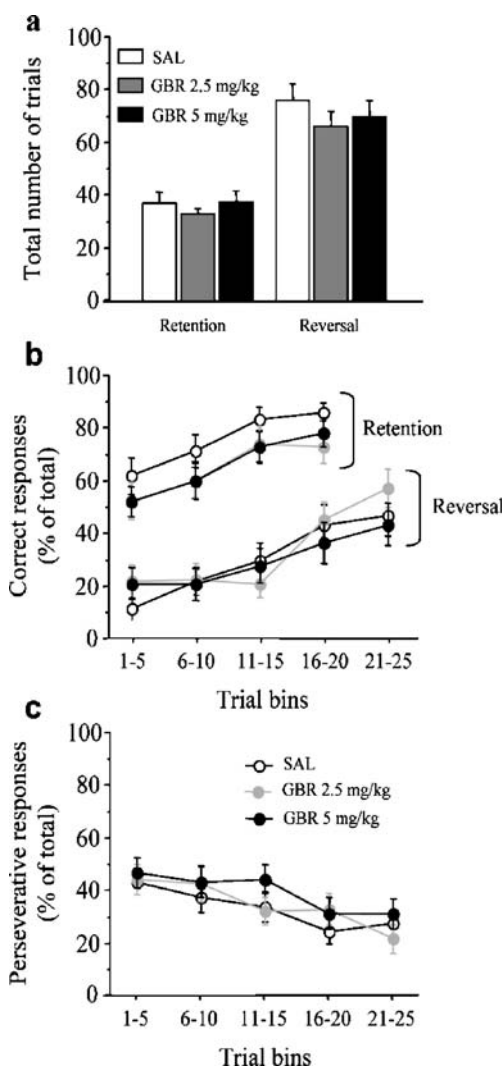 a
Total number of trials
100
80
60
40
20
0
SAL
GBR 2.5 mg/kg
GBR 5 mg/kg
Retention Reversal
b
Correct responses
(% of total)
100
80
60
40
20
0
Retention
Reversal
1-5 6-10 11-15 16-20 21-25
Trial bins
c
Perseverative responses
(% of total)
100
80
60
40
20
0
SAL
GBR 2.5 mg/kg
GBR 5 mg/kg
1-5 6-10 11-15 16-20 21-25
Trial bins